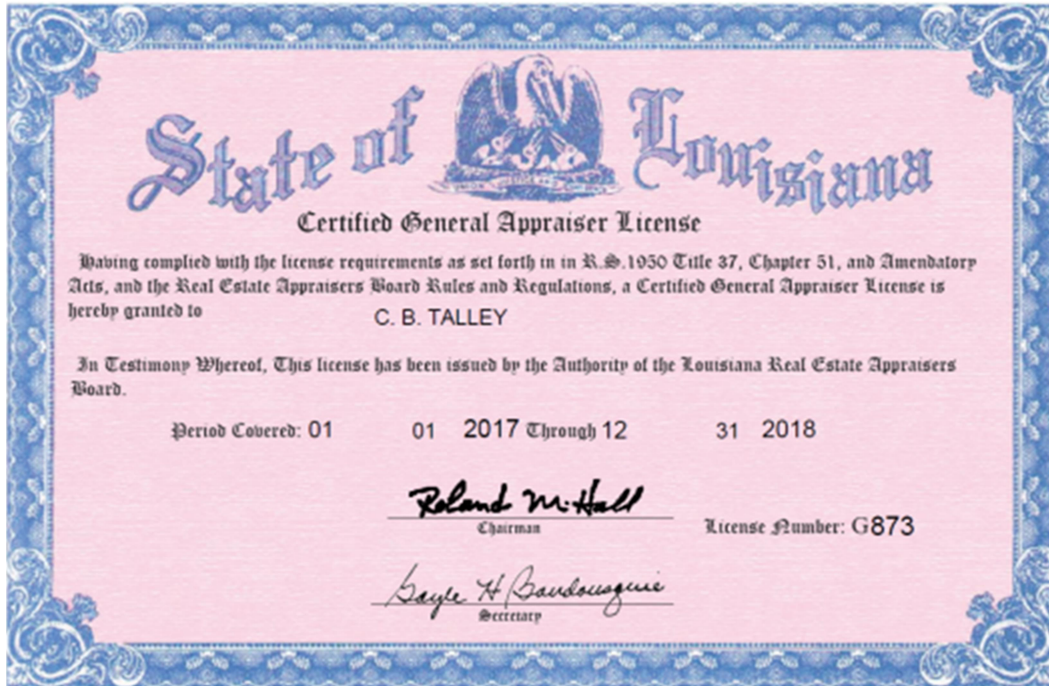 State of Louisiana
Certified General Appraiser License
Having complied with the license requirements as set forth in in R.S.1950 Title 37, Chapter 51, and Amendatory
Acts, and the Real Estate Appraisers Board Rules and Regulations, a Certified General Appraiser License is
hereby granted to C. B. TALLEY
In Testimony Whereof, This license has been issued by the Authority of the Louisiana Real Estate Appraisers
Board.
Period Covered: 01 01 2017 Through 12 31 2018
Roland M. Hall
Chairman
License Number: G873
Gayle H Boudousquie
Secretary